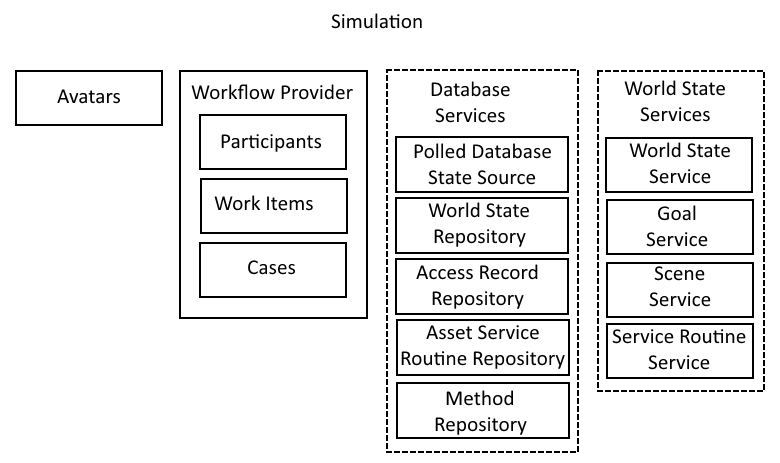 Simulation
Avatars
Workflow Provider
Participants
Work Items
Cases
Database
Services
Polled Database
State Source
World State
Repository
Access Record
Repository
Asset Service
Routine Repository
Method
Repository
World State
Services
World State
Service
Goal
Service
Scene
Service
Service Routine
Service